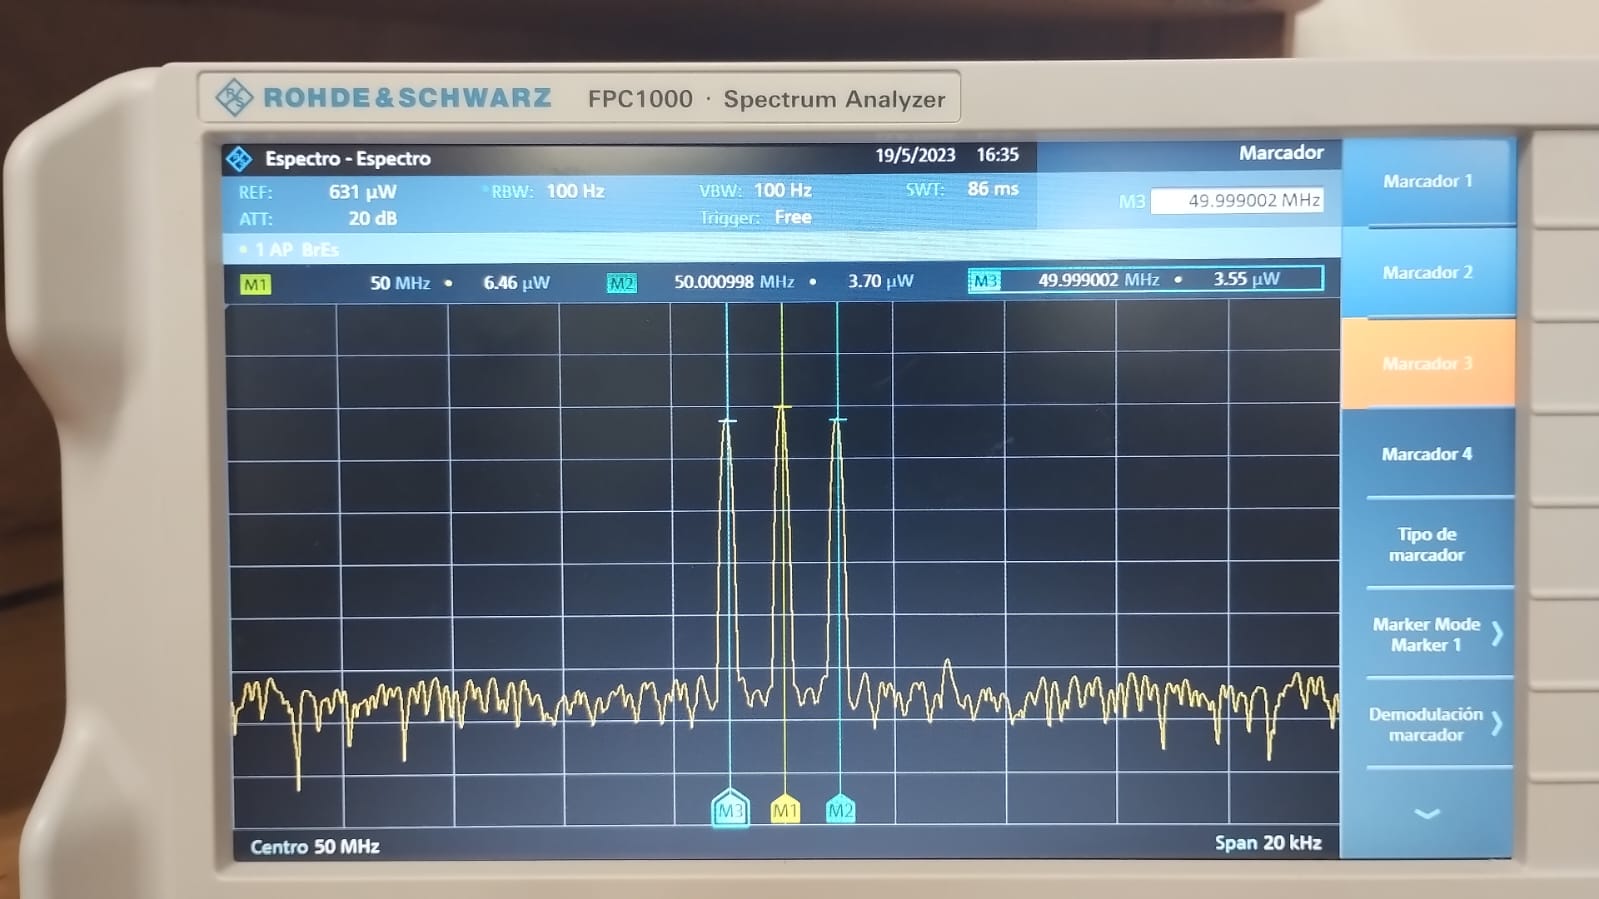 ROHDE&SCHWARZ FPC1000 · Spectrum Analyzer
Espectro - Espectro 19/5/2023 16:35 Marcador
REF: 631 µW RBW: 100 Hz VBW: 100 Hz SWT: 86 ms M3 49.999002 MHz
ATT: 20 dB Trigger: Free
• 1 AP BrEs
M1 50 MHz • 6.46 µW M2 50.000998 MHz • 3.70 µW M3 49.999002 MHz • 3.55 µW
M3 M1 M2
Centro 50 MHz Span 20 kHz
Marcador 1
Marcador 2
Marcador 3
Marcador 4
Tipo de
marcador
Marker Mode
Marker 1
Demodulación
marcador